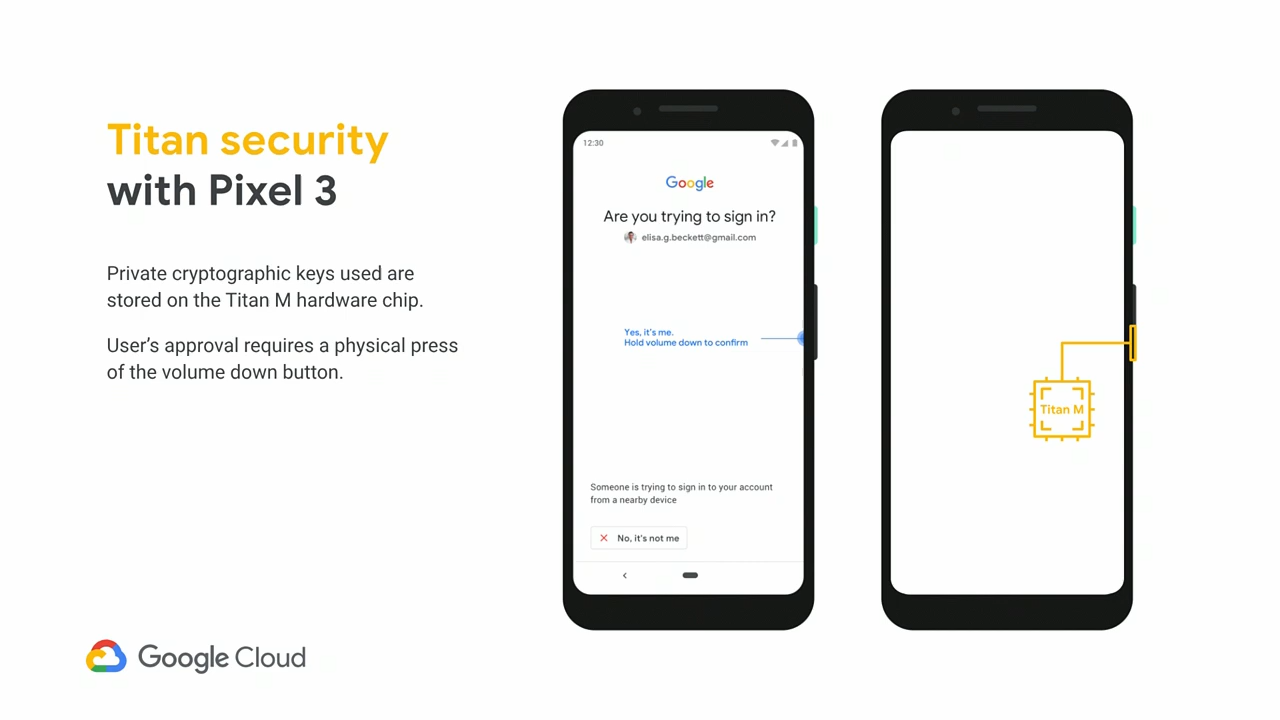 Titan security
with Pixel 3
Private cryptographic keys used are
stored on the Titan M hardware chip.
User’s approval requires a physical press
of the volume down button.
Google Cloud
12:30
Google
Are you trying to sign in?
elisa.g.beckett@gmail.com
Yes, it's me.
Hold volume down to confirm
Someone is trying to sign in to your account
from a nearby device
No, it's not me
Titan M